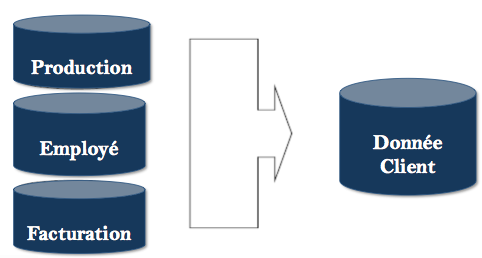 Production
Employé
Facturation
Donnée
Client